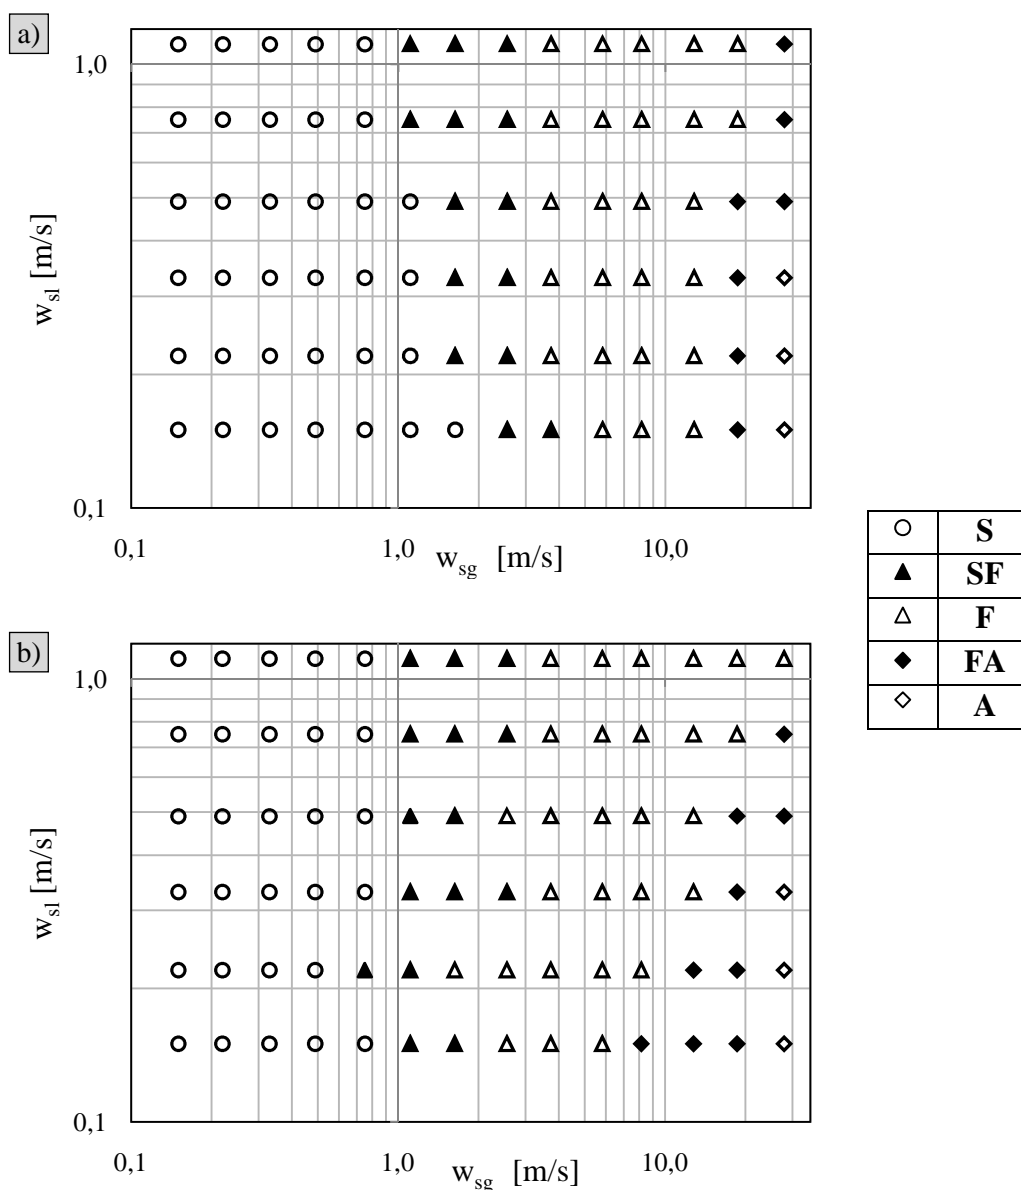 a)
1,0
w_sl [m/s]
0,1
0,1 1,0 10,0
w_sg [m/s]
S
SF
F
FA
A
b)
1,0
w_sl [m/s]
0,1
0,1 1,0 10,0
w_sg [m/s]